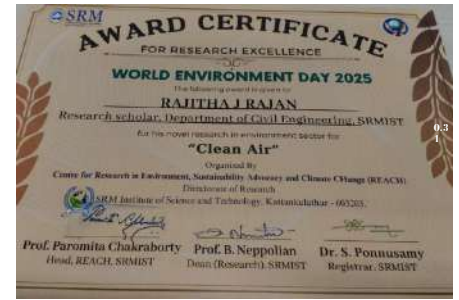 SRM
AWARD CERTIFICATE
FOR RESEARCH EXCELLENCE
WORLD ENVIRONMENT DAY 2025
The following award is given to
RAJITHA J RAJAN
Research scholar, Department of Civil Engineering, SRMIST
for his novel research in environment sector for
"Clean Air"
Organized By
Centre for Research in Environment, Sustainability Advocacy and Climate CHange (REACH)
Directorate of Research
SRM Institute of Science and Technology, Kattankulathur - 603203.
Prof. Paromita Chakraborty
Head, REACH, SRMIST
Prof. B. Neppolian
Dean (Research), SRMIST
Dr. S. Ponnusamy
Registrar, SRMIST
0.3
1